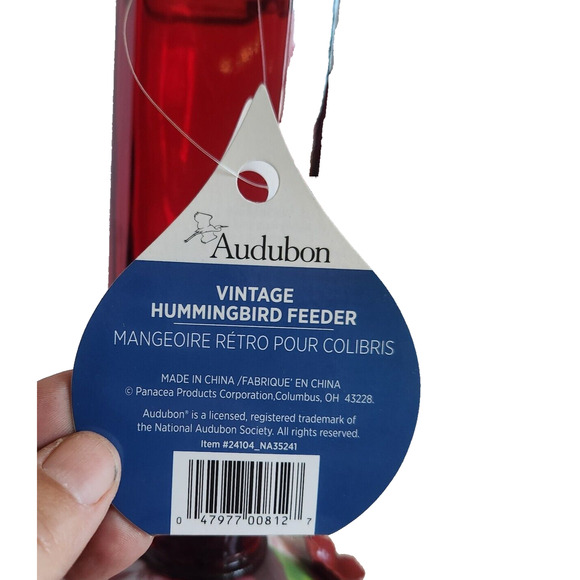 Audubon
VINTAGE
HUMMINGBIRD FEEDER
MANGEOIRE RÉTRO POUR COLIBRIS
MADE IN CHINA /FABRIQUE' EN CHINA
© Panacea Products Corporation,Columbus, OH 43228.
Audubon® is a licensed, registered trademark of
the National Audubon Society. All rights reserved.
Item #24104_NA35241
0 47977 00812 7